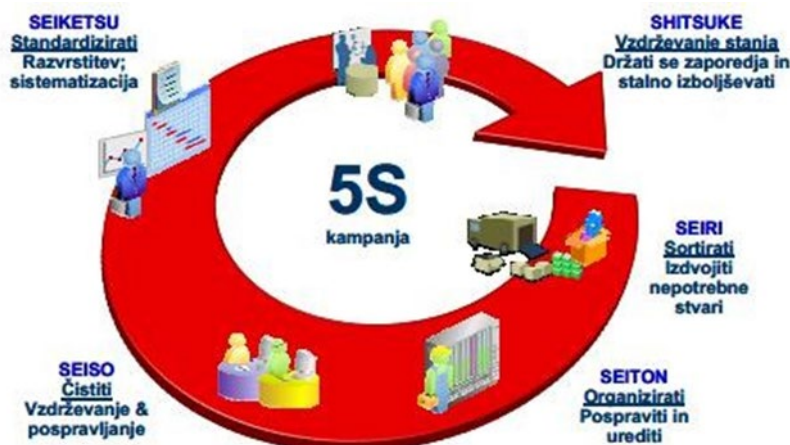 SEIKETSU
Standardizirati
Razvrstitev;
sistematizacija
SHITSUKE
Vzdrževanje stanja
Držati se zaporedja in
stalno izboljševati
5S
kampanja
SEIRI
Sortirati
Izdvojiti
nepotrebne
stvari
SEISO
Čistiti
Vzdrževanje &
pospravljanje
SEITON
Organizirati
Pospraviti in
urediti